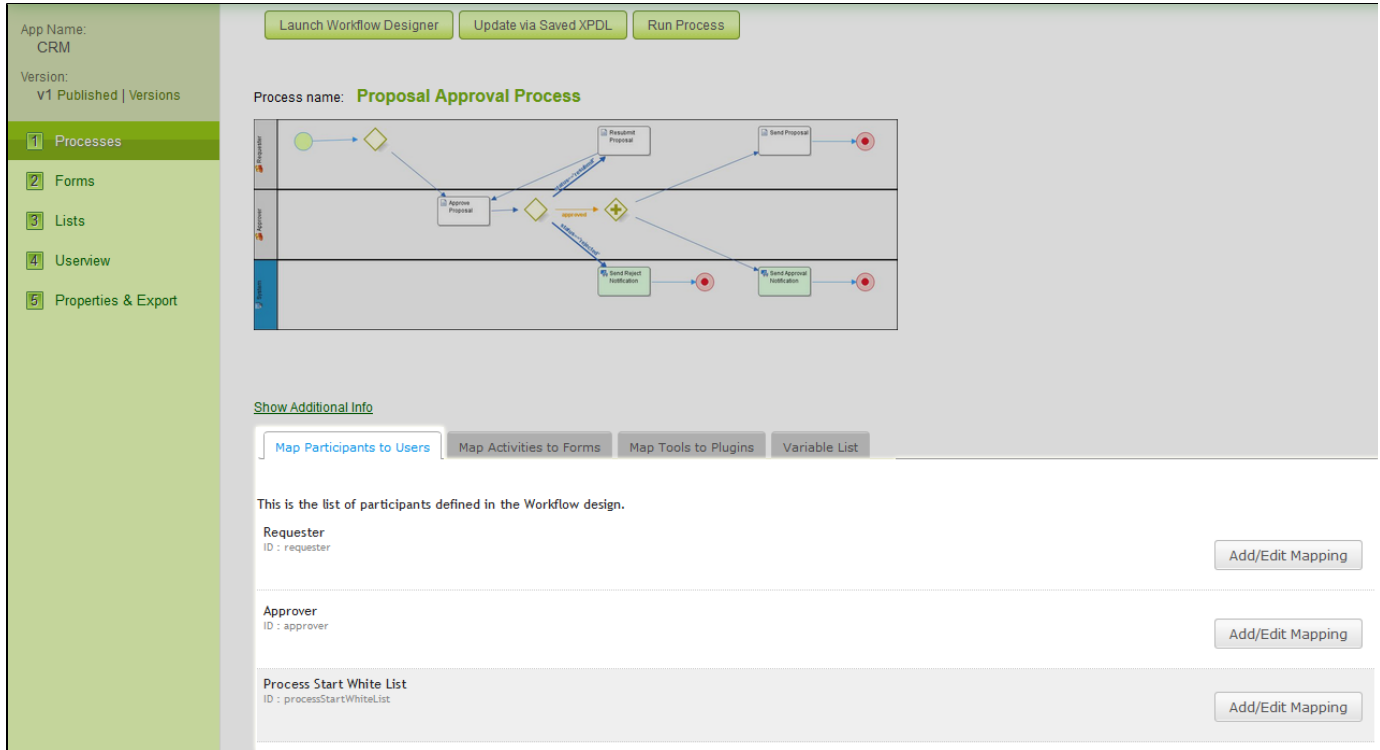 App Name:
CRM
Version:
v1 Published | Versions
1 Processes
2 Forms
3 Lists
4 Userview
5 Properties & Export
Launch Workflow Designer
Update via Saved XPDL
Run Process
Process name: Proposal Approval Process
Requester
Resubmit
Proposal
Send Proposal
Approver
Approve
Proposal
approved
System
Send Reject
Notification
Send Approval
Notification
Show Additional Info
Map Participants to Users
Map Activities to Forms
Map Tools to Plugins
Variable List
This is the list of participants defined in the Workflow design.
Requester
ID : requester
Add/Edit Mapping
Approver
ID : approver
Add/Edit Mapping
Process Start White List
ID : processStartWhiteList
Add/Edit Mapping